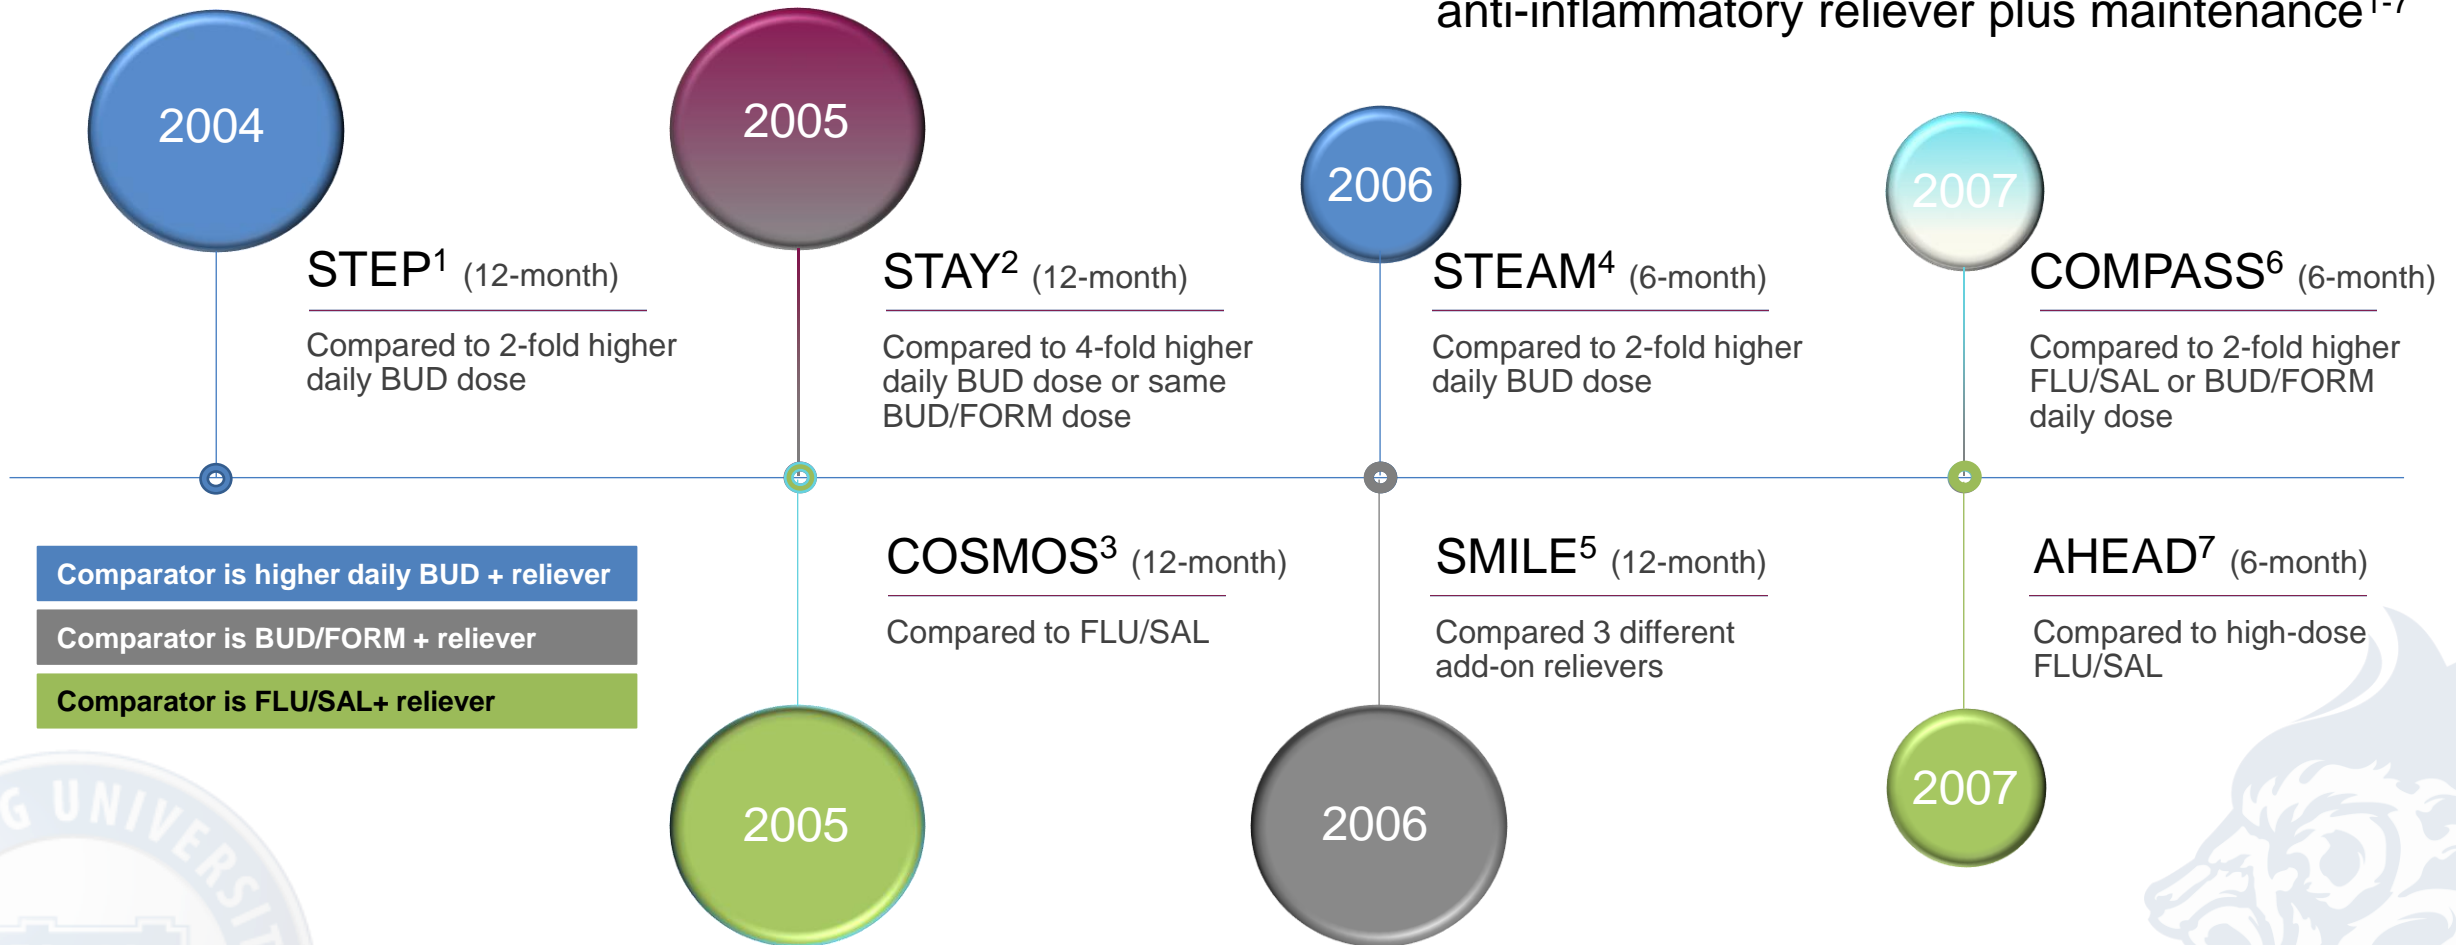 anti-inflammatory reliever plus maintenance1-7
2004
2005
2006
2007
STEP1 (12-month)
Compared to 2-fold higher
daily BUD dose
STAY2 (12-month)
Compared to 4-fold higher
daily BUD dose or same
BUD/FORM dose
STEAM4 (6-month)
Compared to 2-fold higher
daily BUD dose
COMPASS6 (6-month)
Compared to 2-fold higher
FLU/SAL or BUD/FORM
daily dose
Comparator is higher daily BUD + reliever
Comparator is BUD/FORM + reliever
Comparator is FLU/SAL+ reliever
COSMOS3 (12-month)
Compared to FLU/SAL
SMILE5 (12-month)
Compared 3 different
add-on relievers
AHEAD7 (6-month)
Compared to high-dose
FLU/SAL
2005
2006
2007